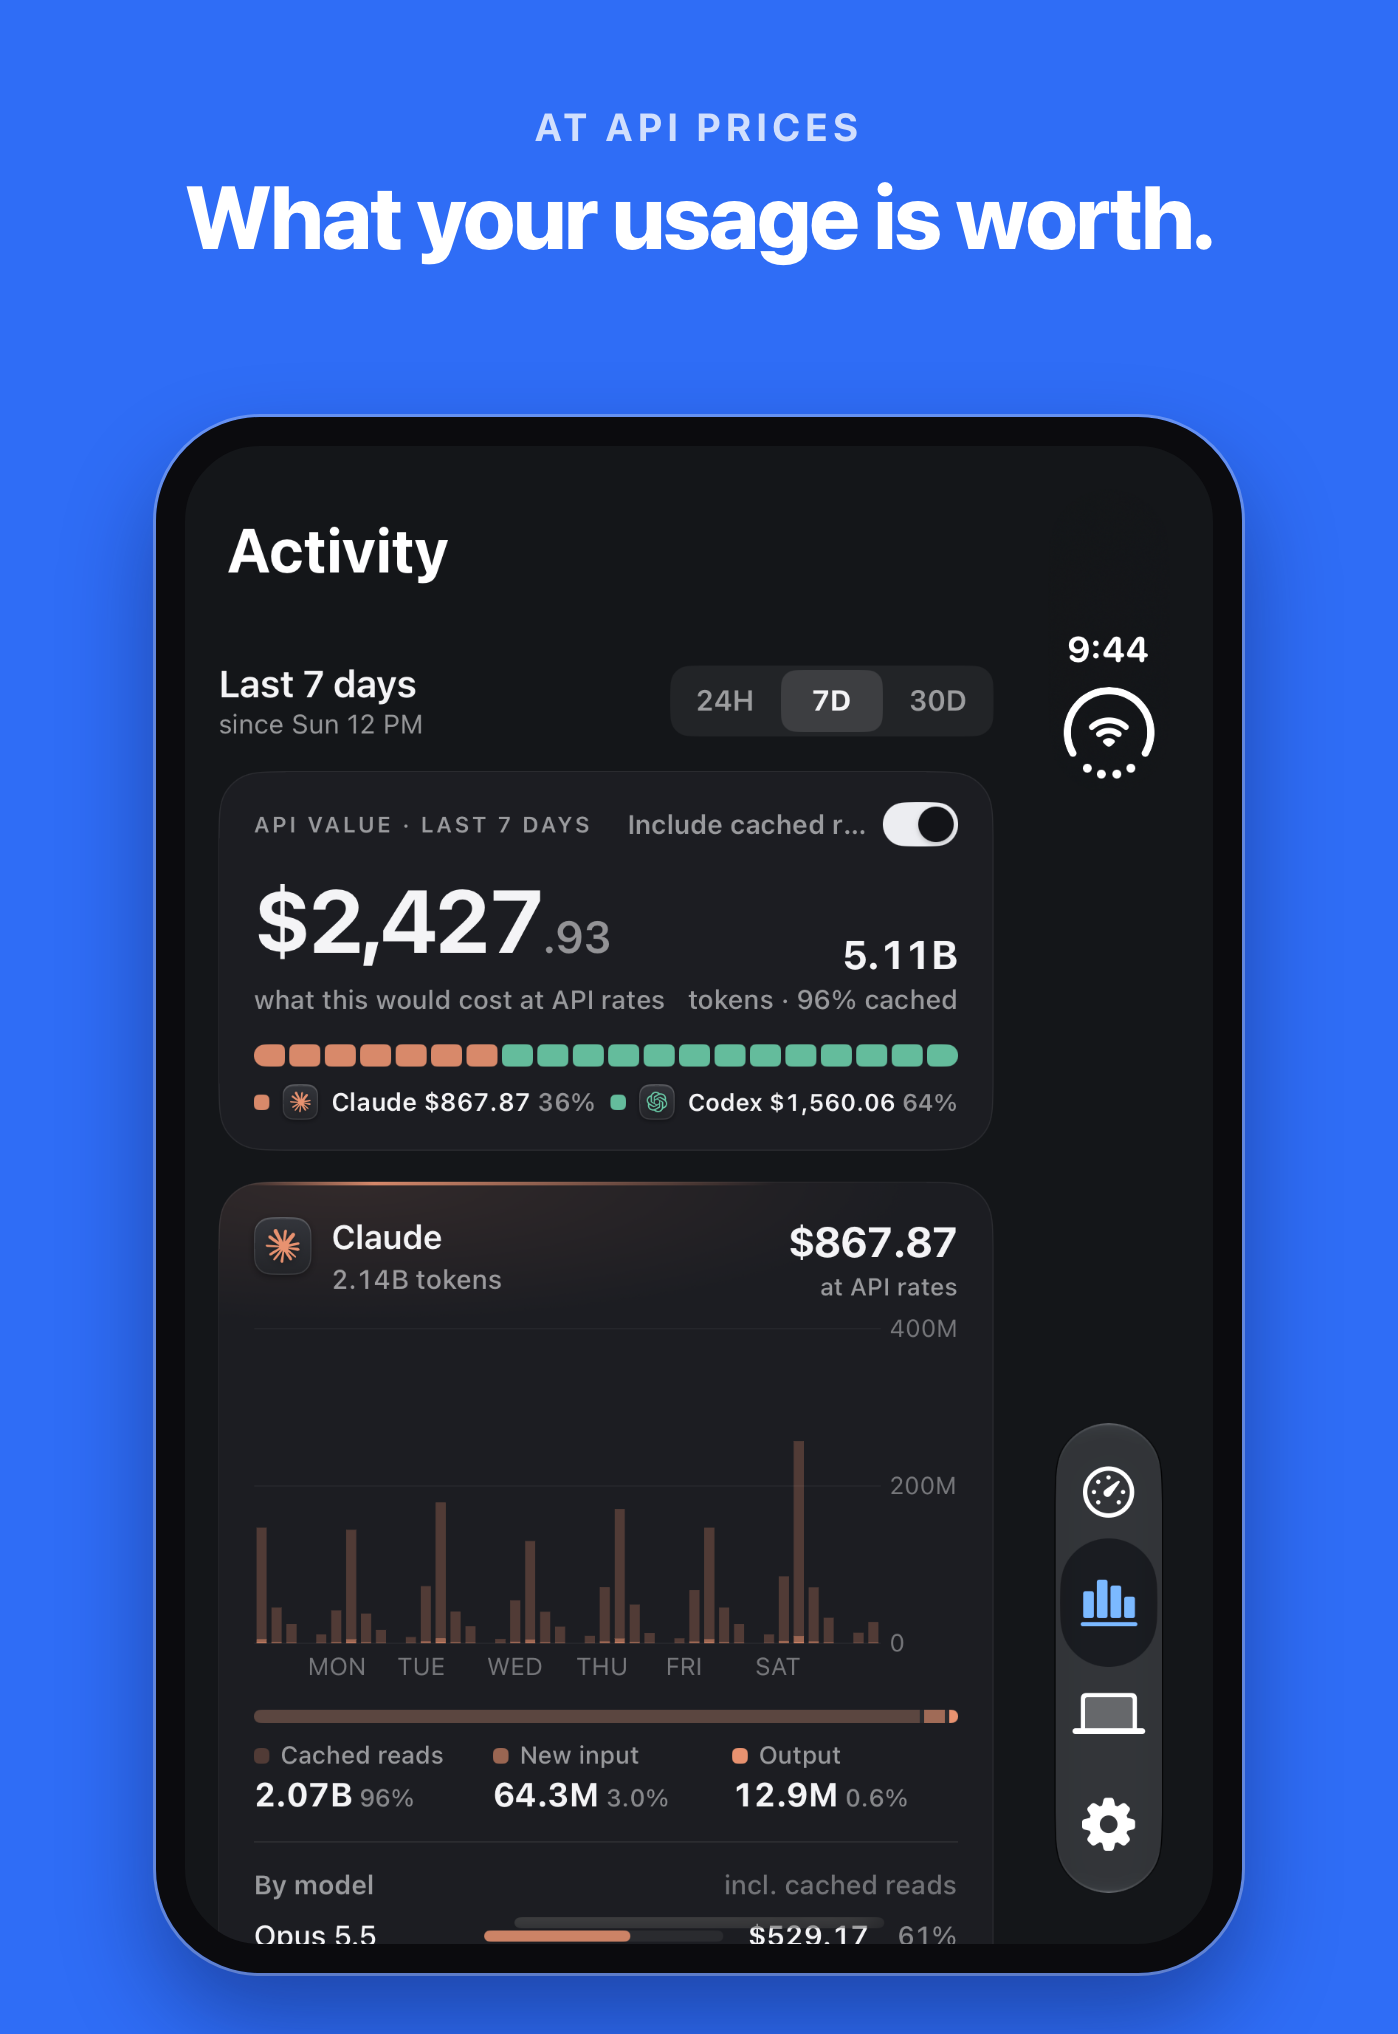 AT API PRICES
What your usage is worth.
Activity
9:44
Last 7 days
since Sun 12 PM
24H 7D 30D
API VALUE · LAST 7 DAYS Include cached r...
$2,427.93
5.11B
what this would cost at API rates tokens · 96% cached
Claude $867.87 36% Codex $1,560.06 64%
Claude $867.87
2.14B tokens at API rates
400M
200M
0
MON TUE WED THU FRI SAT
Cached reads New input Output
2.07B 96% 64.3M 3.0% 12.9M 0.6%
By model incl. cached reads
Opus 5.5 $529.17 61%